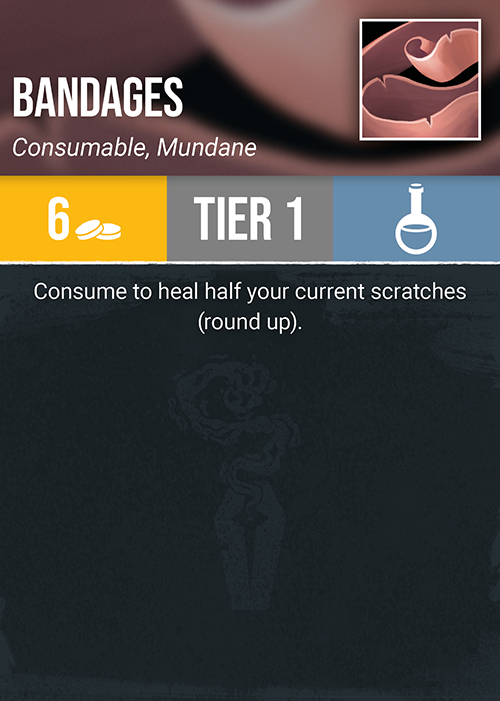 BANDAGES
Consumable, Mundane
6
TIER 1
Consume to heal half your current scratches
(round up).